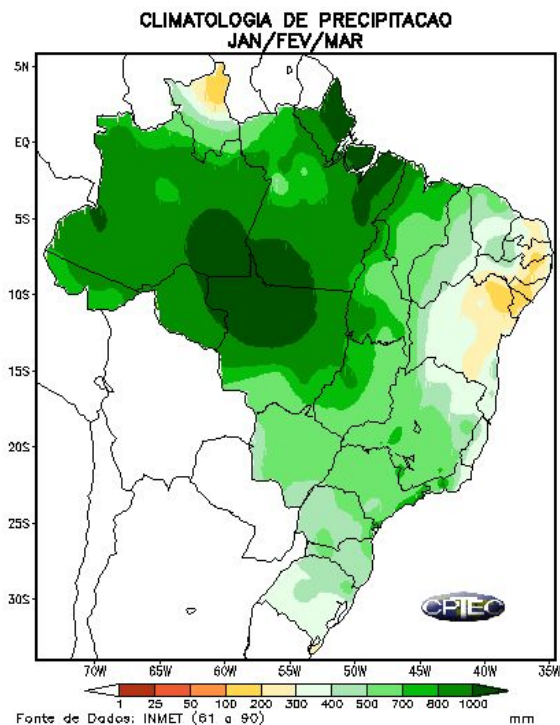 CLIMATOLOGIA DE PRECIPITACAO
JAN/FEV/MAR
5N
EQ
5S
10S
15S
20S
25S
30S
70W 65W 60W 55W 50W 45W 40W 35W
CPTEC
1 25 50 100 200 300 400 500 700 800 1000
Fonte de Dados: INMET (61 a 90) mm